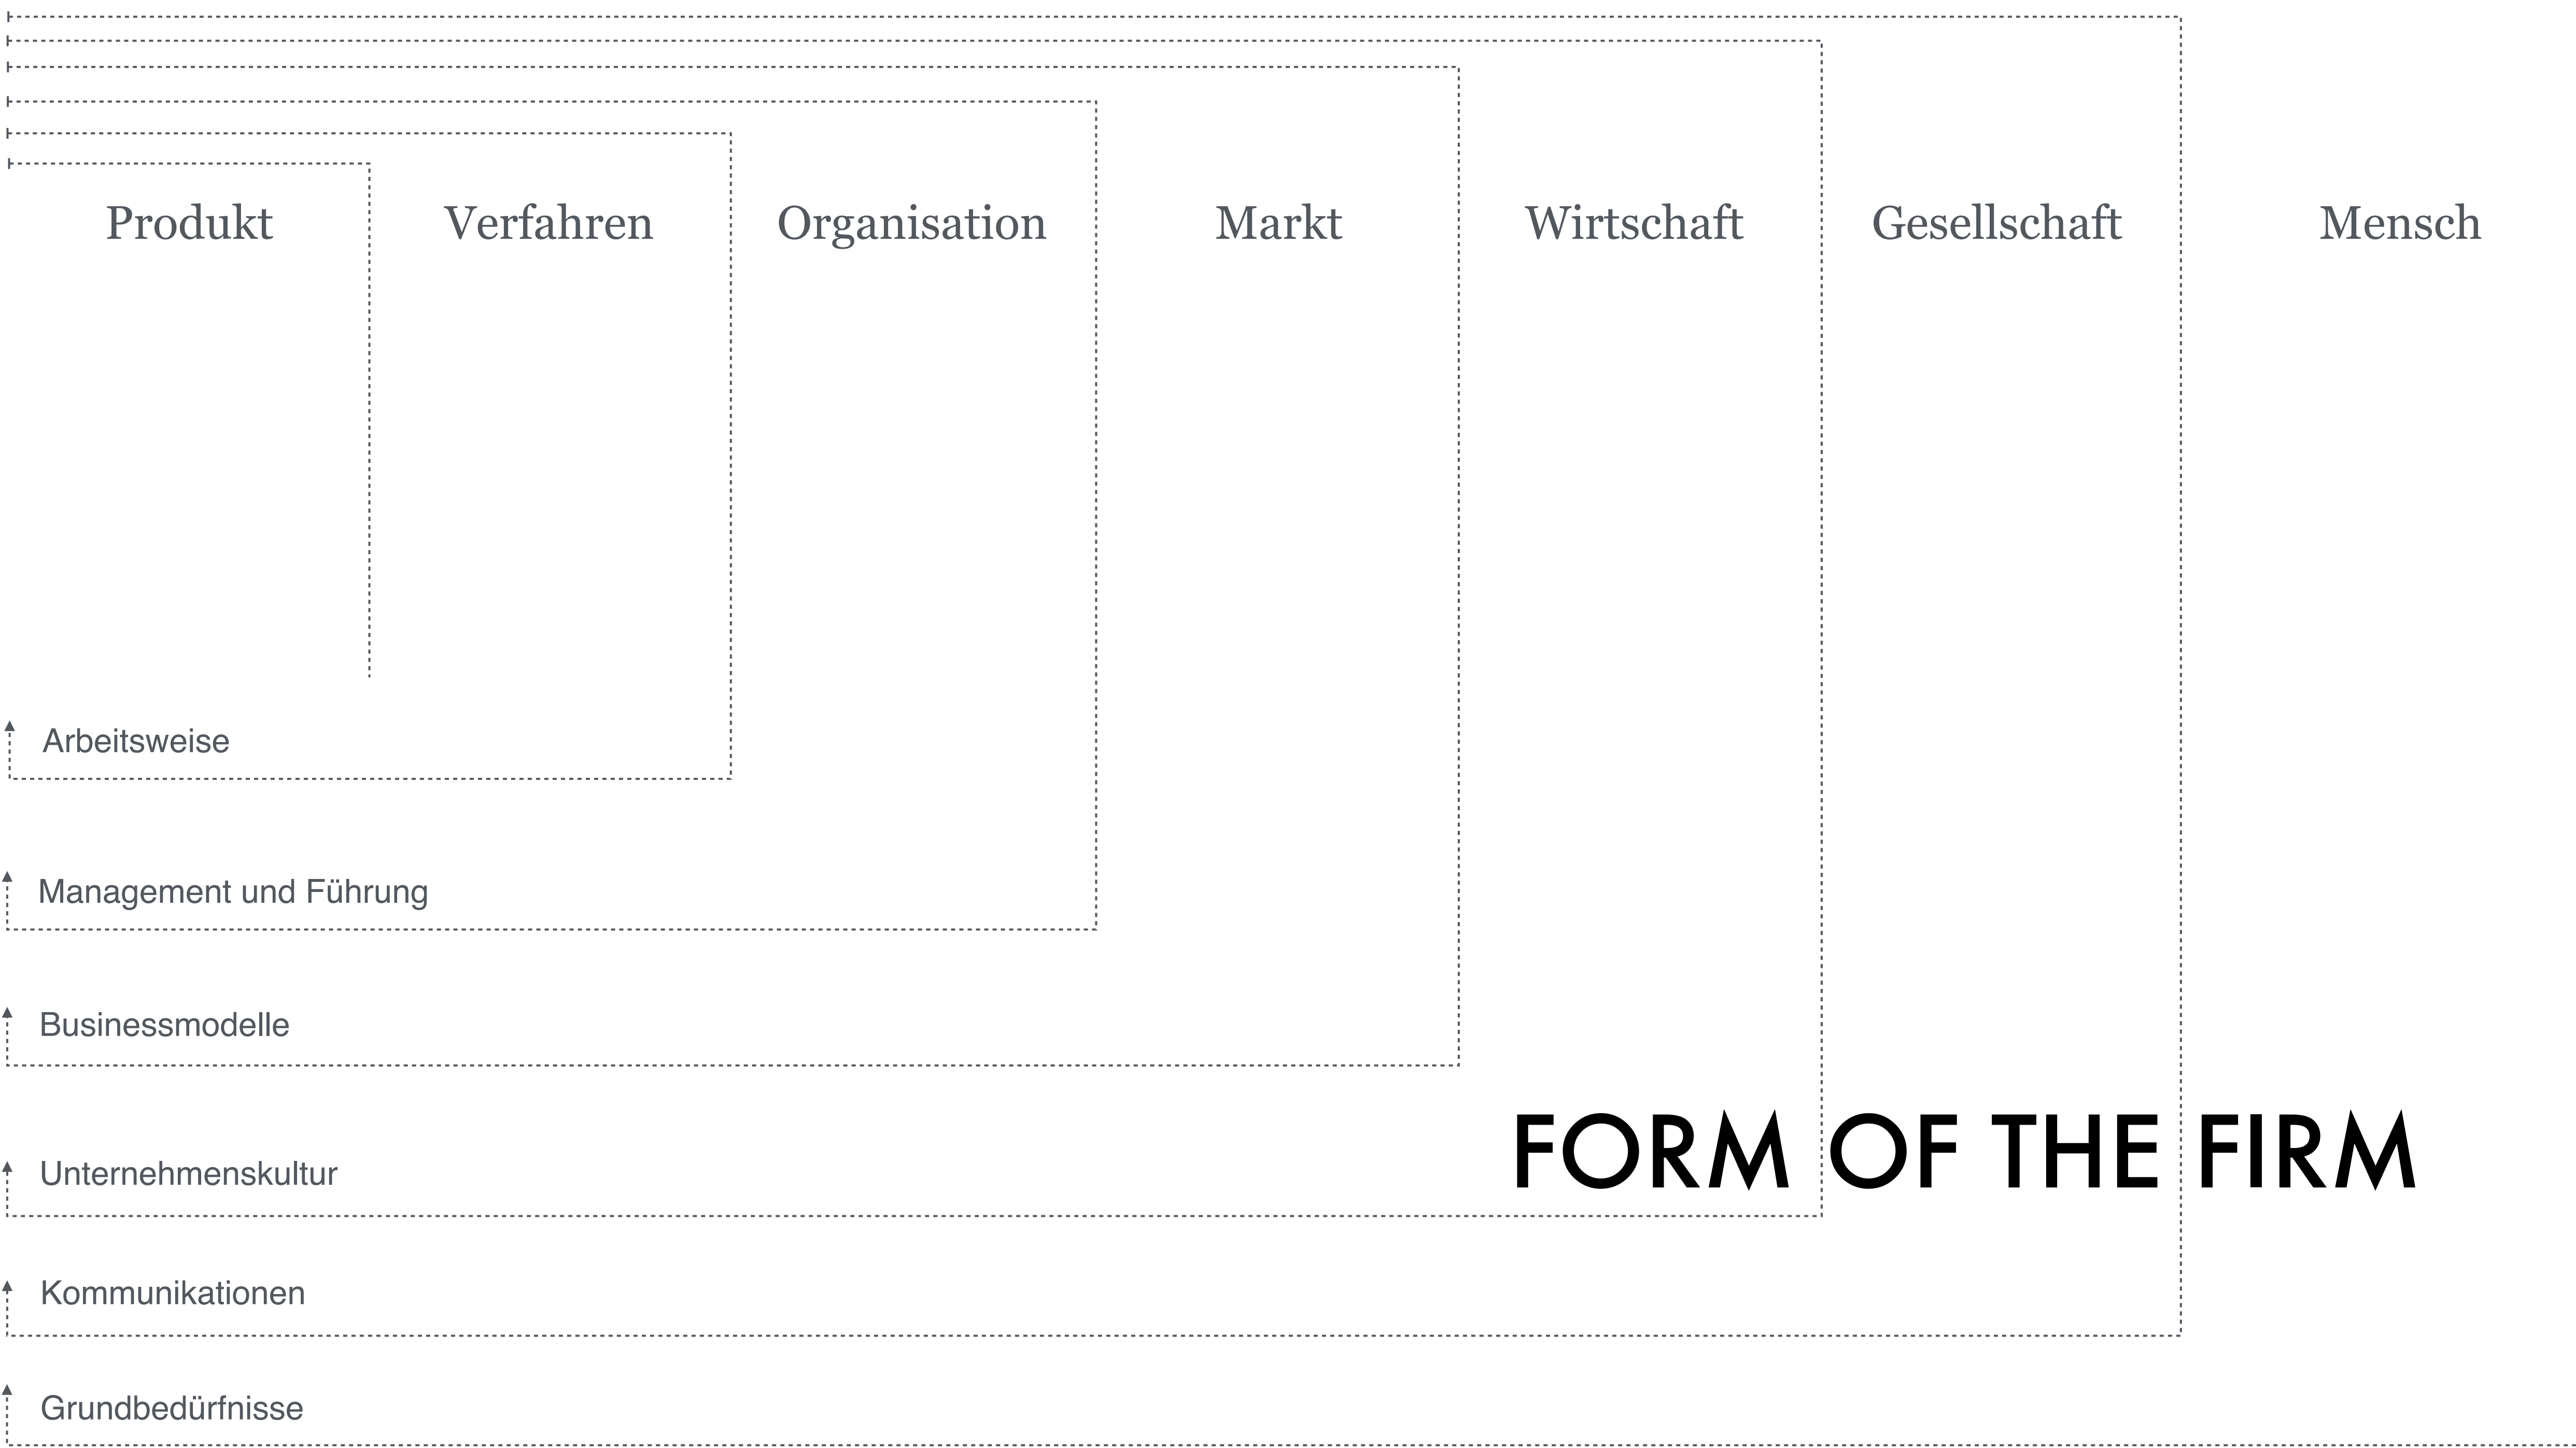 Produkt
Verfahren
Organisation
Markt
Wirtschaft
Gesellschaft
Mensch
Arbeitsweise
Management und Führung
Businessmodelle
FORM OF THE FIRM
Unternehmenskultur
Kommunikationen
Grundbedürfnisse